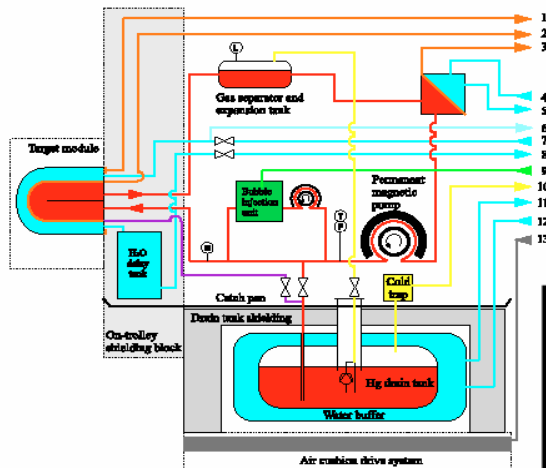 1
2
3
L
Gas separator and
expansion tank
4
5
6
7
8
9
10
11
12
13
Target module
Bubble
injection
unit
Permanent
magnetic
pump
T
P
H₂O
delay
tank
Cold
trap
Catch pan
Drain tank shielding
On-trolley
shielding block
Hg drain tank
Water buffer
Air cushion drive system